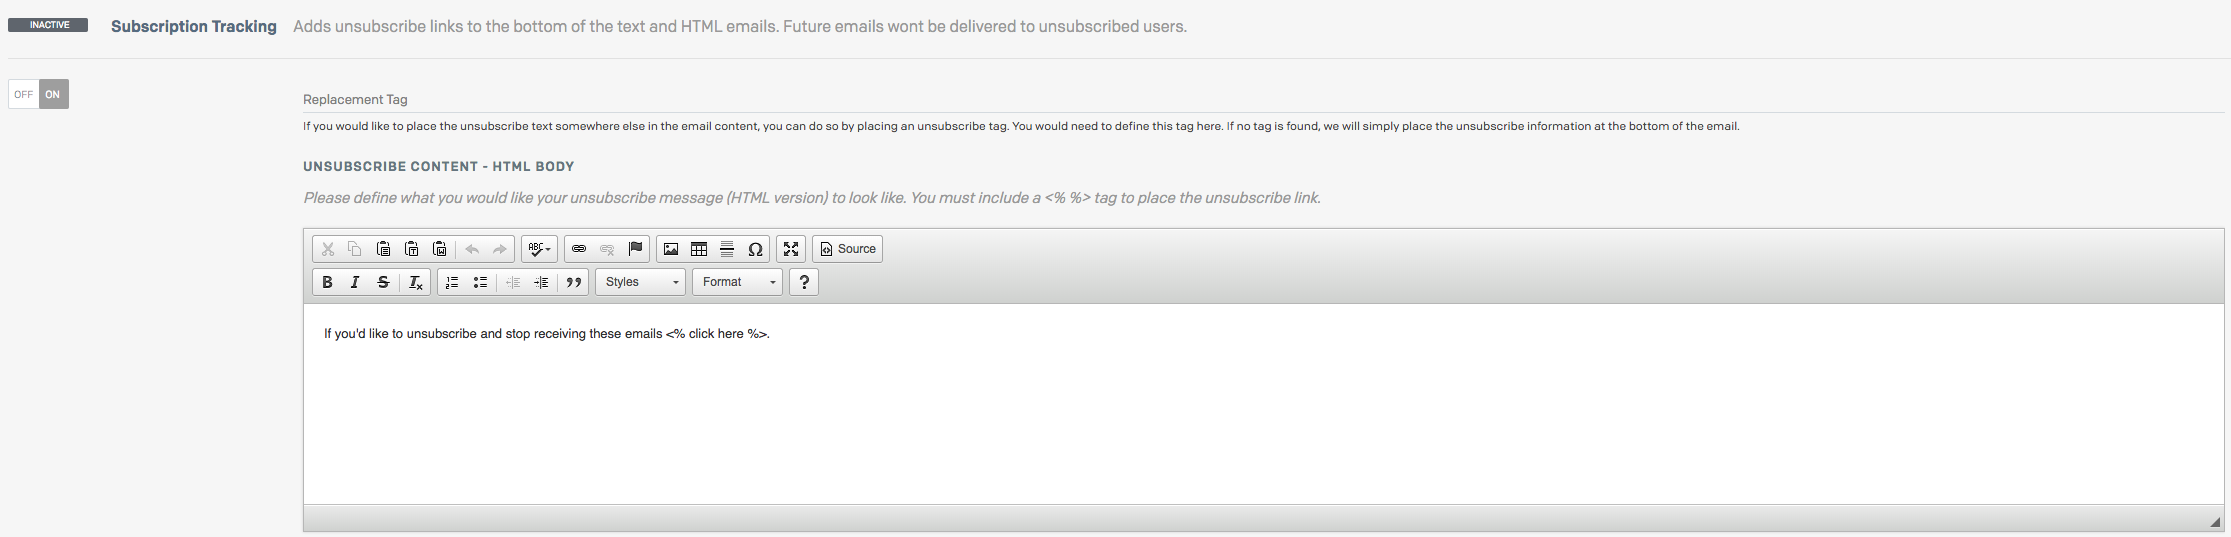 INACTIVE Subscription Tracking Adds unsubscribe links to the bottom of the text and HTML emails. Future emails wont be delivered to unsubscribed users.
OFF ON
Replacement Tag
If you would like to place the unsubscribe text somewhere else in the email content, you can do so by placing an unsubscribe tag. You would need to define this tag here. If no tag is found, we will simply place the unsubscribe information at the bottom of the email.
UNSUBSCRIBE CONTENT - HTML BODY
Please define what you would like your unsubscribe message (HTML version) to look like. You must include a <% %> tag to place the unsubscribe link.
ABC Ω Source
B I S Tx Styles Format ?
If you'd like to unsubscribe and stop receiving these emails <% click here %>.